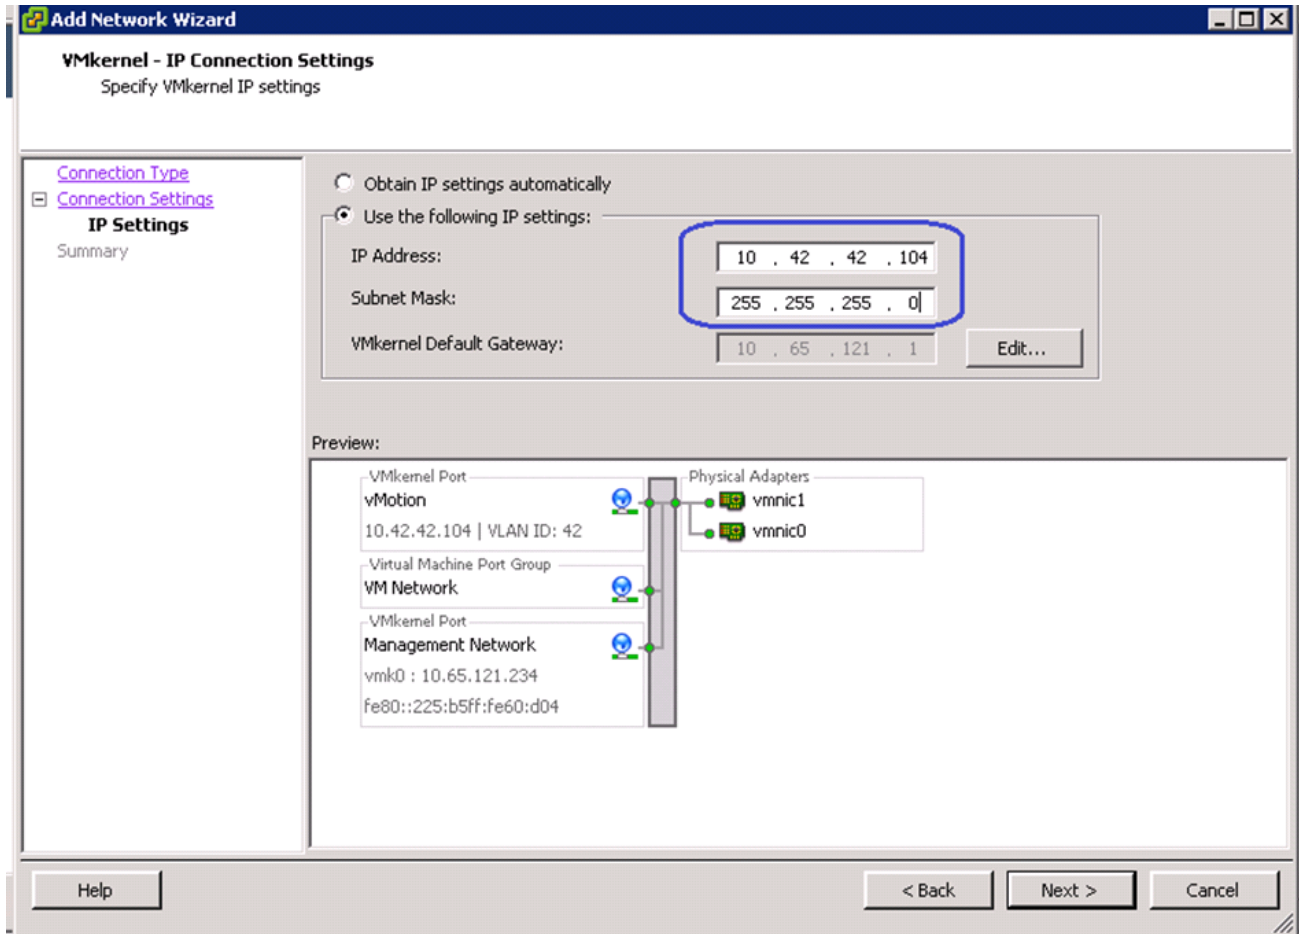 Add Network Wizard
VMkernel - IP Connection Settings
Specify VMkernel IP settings
Connection Type
Connection Settings
IP Settings
Summary
Obtain IP settings automatically
Use the following IP settings:
IP Address: 10 . 42 . 42 . 104
Subnet Mask: 255 . 255 . 255 . 0
VMkernel Default Gateway: 10 . 65 . 121 . 1 Edit...
Preview:
VMkernel Port
vMotion
10.42.42.104 | VLAN ID: 42
Virtual Machine Port Group
VM Network
VMkernel Port
Management Network
vmk0 : 10.65.121.234
fe80::225:b5ff:fe60:d04
Physical Adapters
vmnic1
vmnic0
Help < Back Next > Cancel